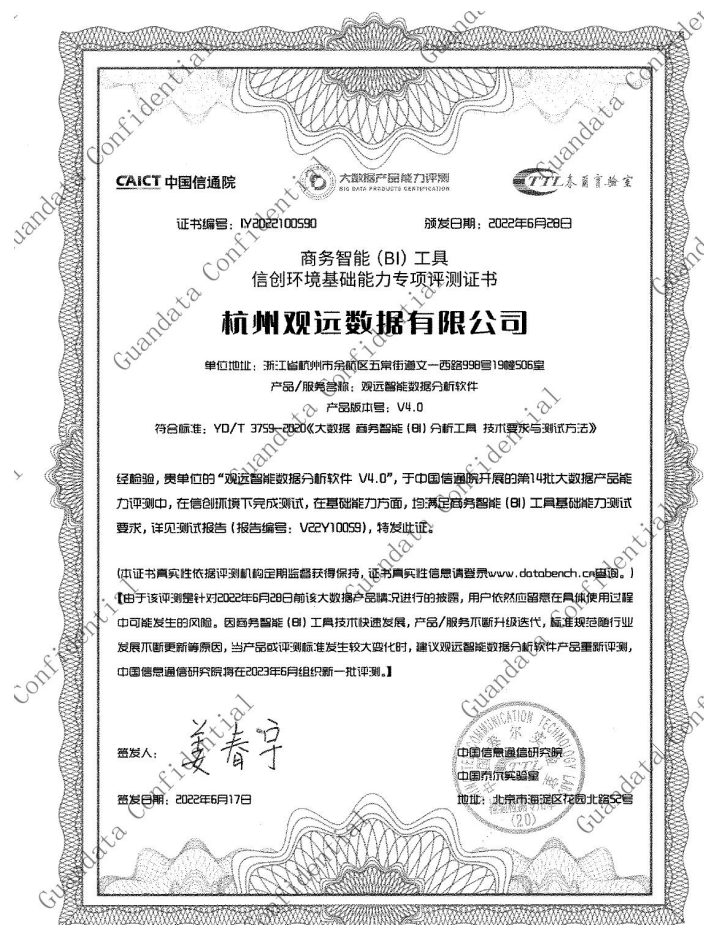 CAICT 中国信通院
大数据产品能力评测
BIG DATA PRODUCTS CERTIFICATION
TTL 泰尔实验室
证书编号：IY2022100590 颁发日期：2022年6月28日
商务智能 (BI) 工具
信创环境基础能力专项评测证书
杭州观远数据有限公司
单位地址：浙江省杭州市余杭区五常街道文一西路998号19幢506室
产品/服务名称：观远智能数据分析软件
产品版本号：V4.0
符合标准：YD/T 3759-2020《大数据 商务智能 (BI) 分析工具 技术要求与测试方法》
经检验，贵单位的“观远智能数据分析软件 V4.0”，于中国信通院开展的第14批大数据产品能
力评测中，在信创环境下完成测试，在基础能力方面，均满足商务智能 (BI) 工具基础能力测试
要求，详见测试报告 (报告编号：V22Y10059)，特发此证。
(本证书真实性依据评测机构定期监督获得保持，证书真实性信息请登录www.databench.cn查询。)
【由于该评测是针对2022年6月28日前该大数据产品情况进行的披露，用户依然应留意在具体使用过程
中可能发生的风险。因商务智能 (BI) 工具技术快速发展，产品/服务不断升级迭代，标准规范随行业
发展不断更新等原因，当产品或评测标准发生较大变化时，建议观远智能数据分析软件产品重新评测，
中国信息通信研究院将在2023年6月组织新一批评测。】
签发人：姜春宇
签发日期：2022年6月17日
中国信息通信研究院
中国泰尔实验室
地址：北京市海淀区花园北路52号
(20)
Guandata Confidential